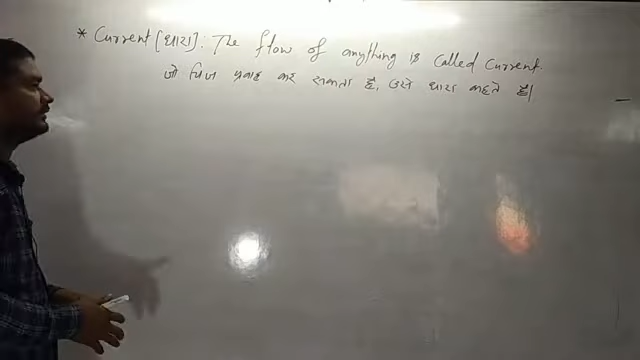 * Current [धारा]: The flow of anything is called Current.
जो चिज प्रवाह कर सकता है, उसे धारा कहते हैं।